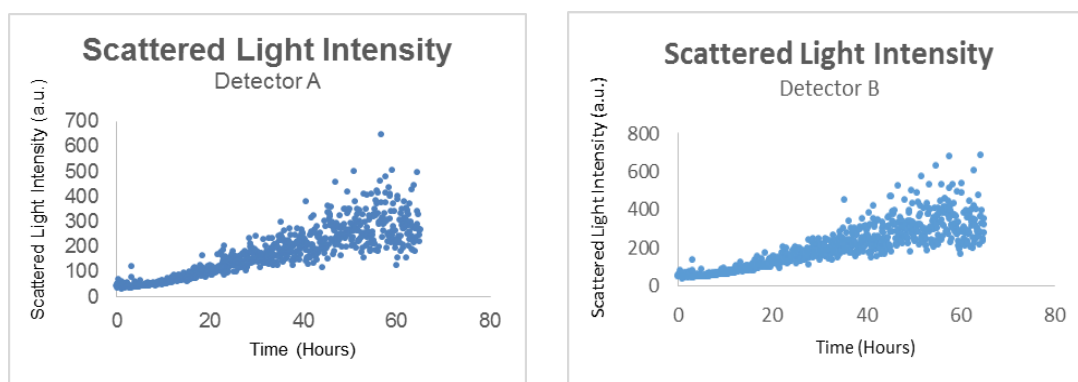 Scattered Light Intensity
Detector A
Scattered Light Intensity (a.u.)
700
600
500
400
300
200
100
0
0 20 40 60 80
Time (Hours)
Scattered Light Intensity
Detector B
Scattered Light Intensity (a.u.)
800
600
400
200
0
0 20 40 60 80
Time (Hours)